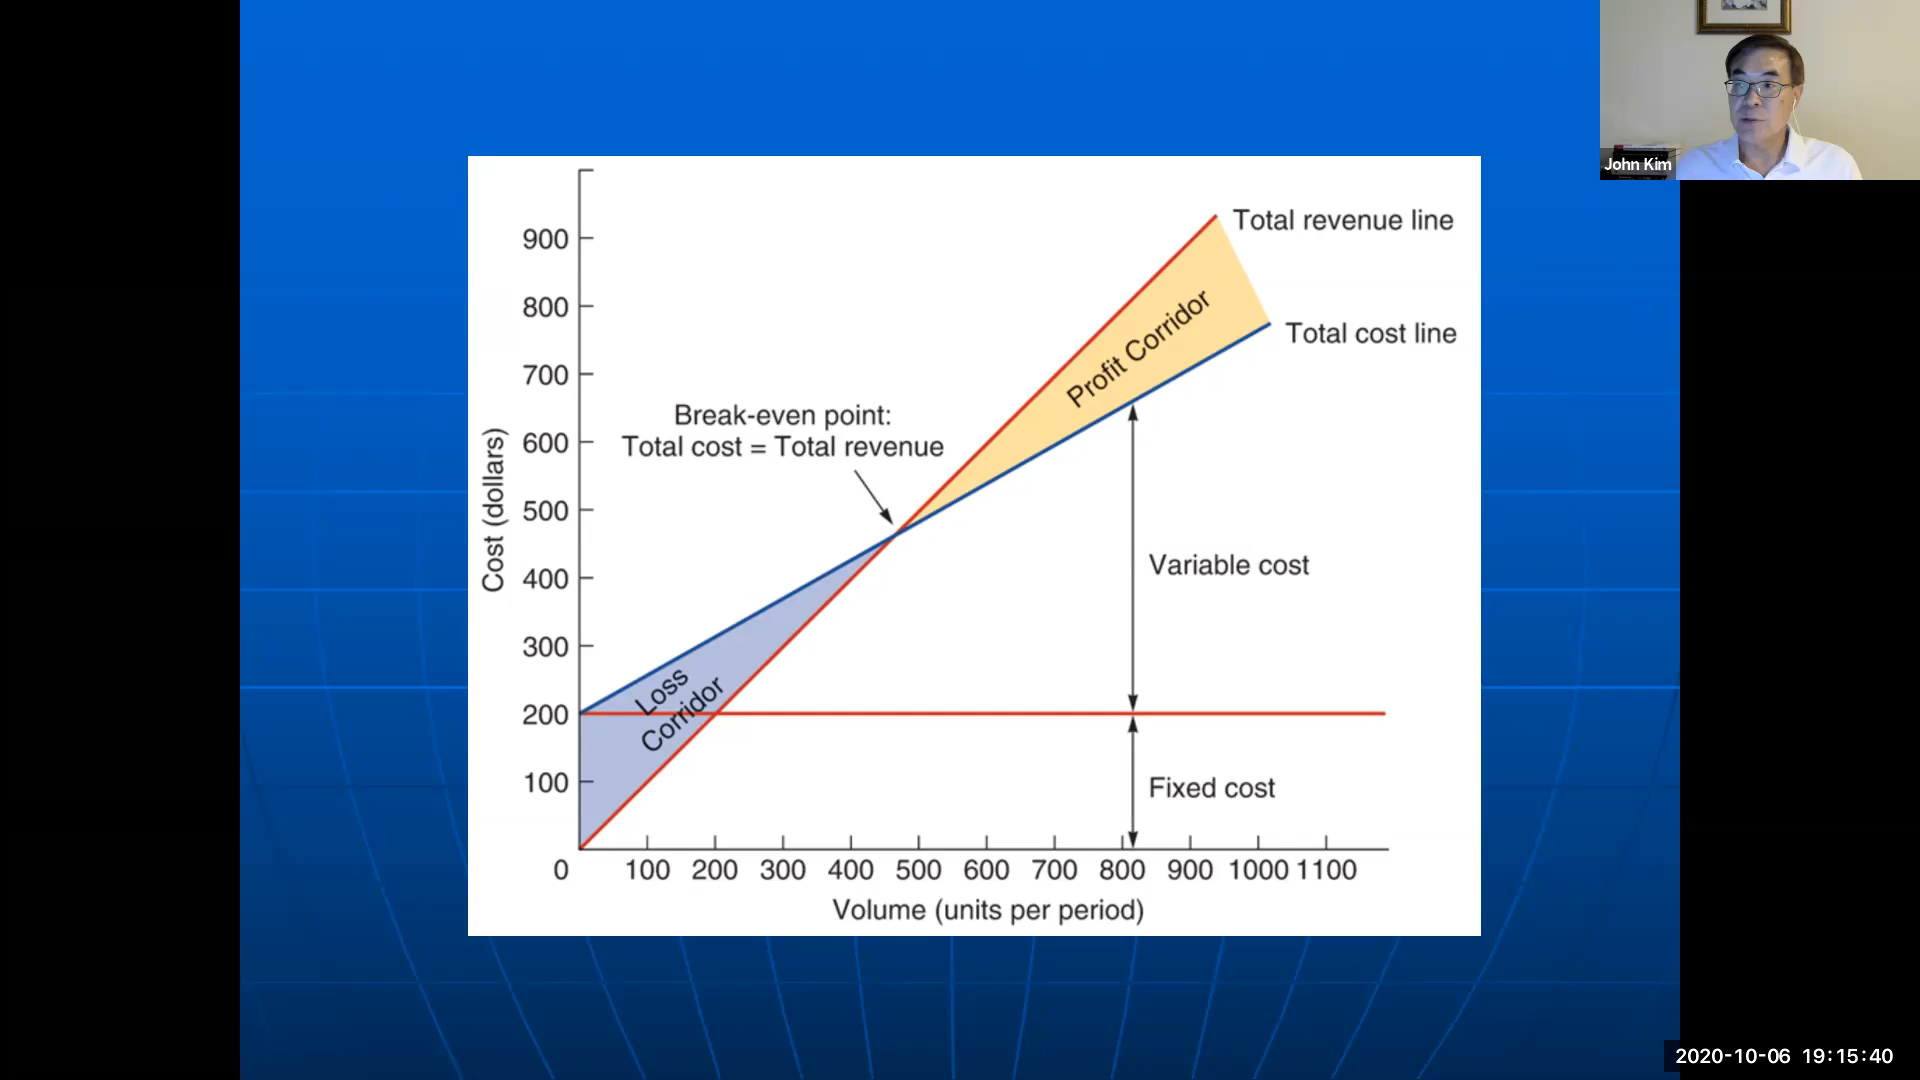 John Kim
Total revenue line
900
800
Profit Corridor
Total cost line
700
Break-even point:
Total cost = Total revenue
600
Cost (dollars)
500
400
Variable cost
300
Loss
Corridor
200
100
Fixed cost
0 100 200 300 400 500 600 700 800 900 1000 1100
Volume (units per period)
2020-10-06 19:15:40